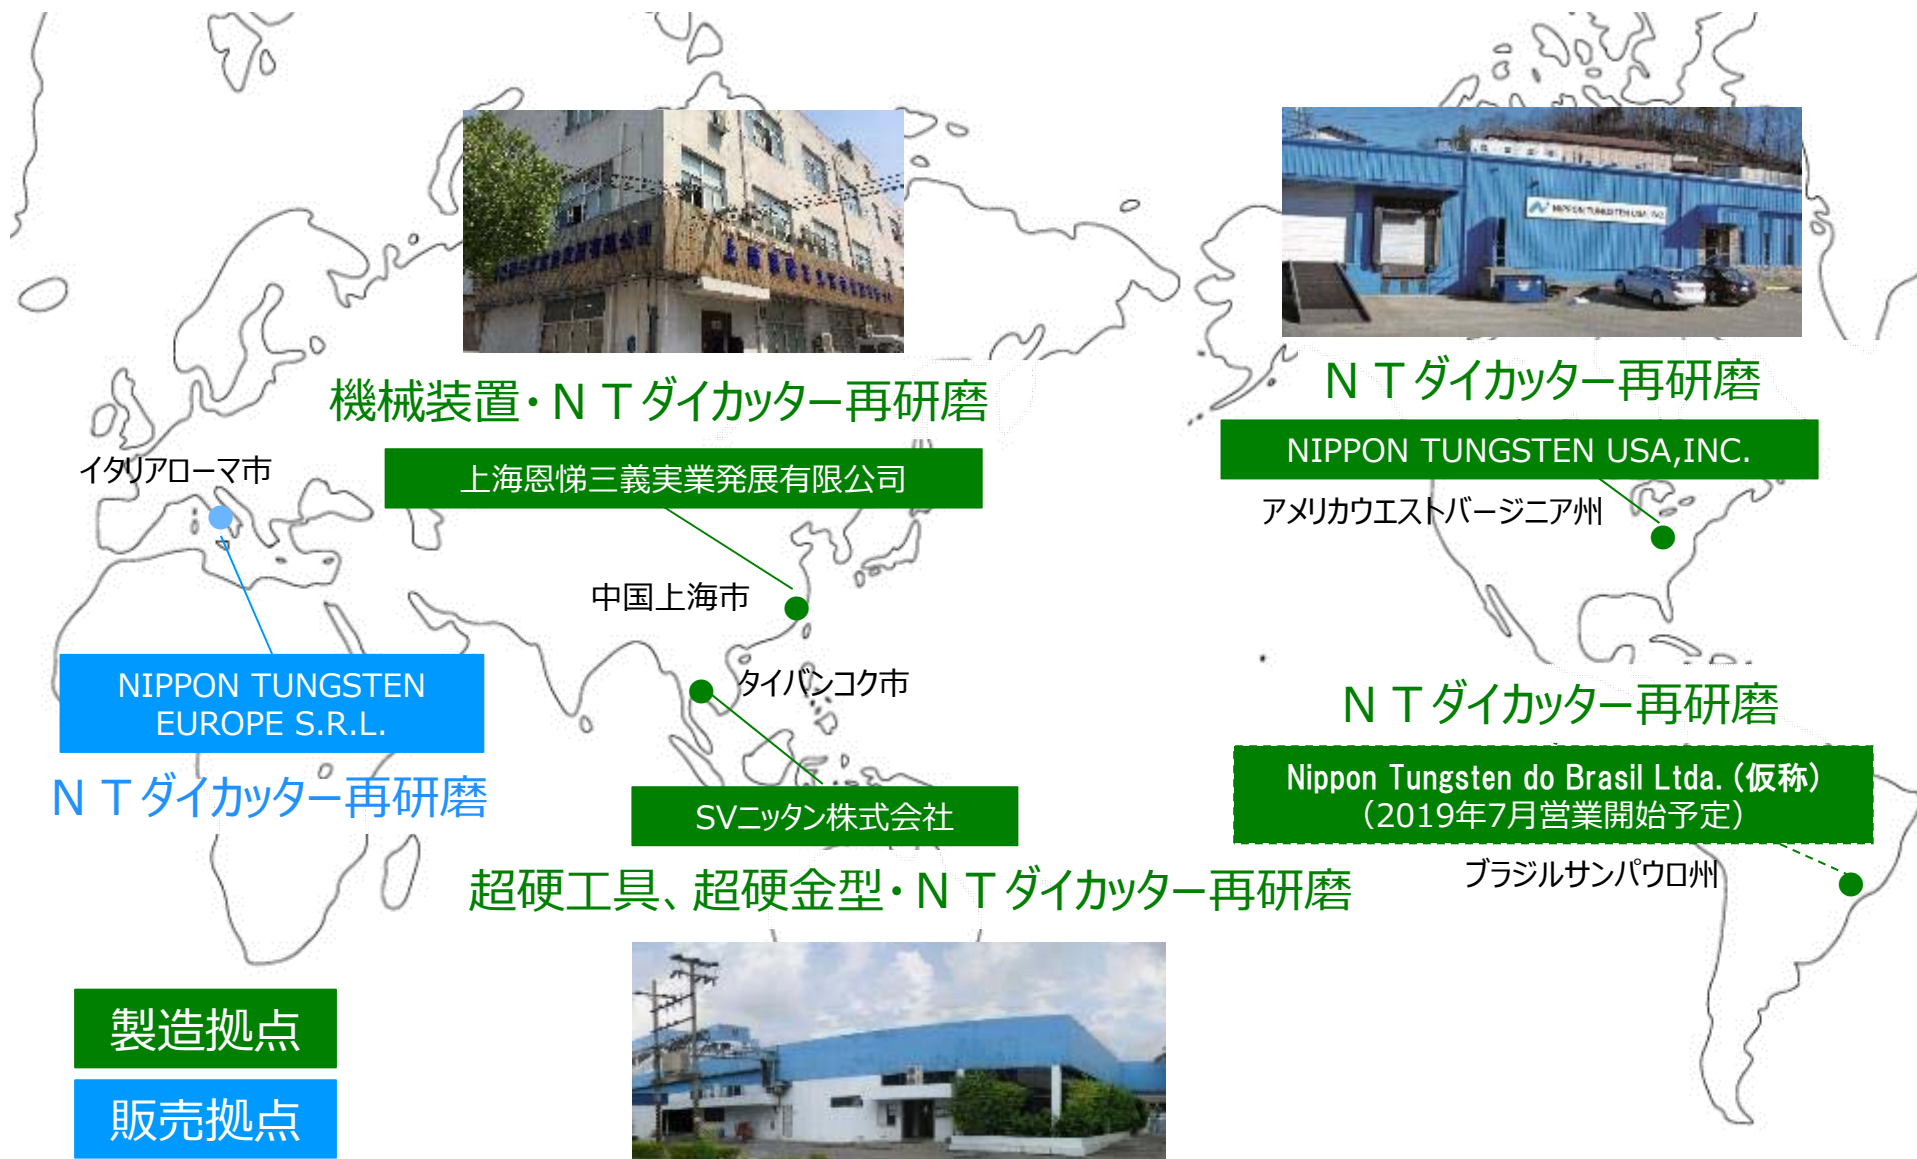 機械装置・ＮＴダイカッター再研磨
上海恩悌三義実業発展有限公司
中国上海市
ＮＴダイカッター再研磨
NIPPON TUNGSTEN USA,INC.
アメリカウエストバージニア州
NIPPON TUNGSTEN USA, INC.
イタリアローマ市
NIPPON TUNGSTEN
EUROPE S.R.L.
ＮＴダイカッター再研磨
タイバンコク市
SVニッタン株式会社
超硬工具、超硬金型・ＮＴダイカッター再研磨
ＮＴダイカッター再研磨
Nippon Tungsten do Brasil Ltda.（仮称）
（2019年7月営業開始予定）
ブラジルサンパウロ州
製造拠点
販売拠点